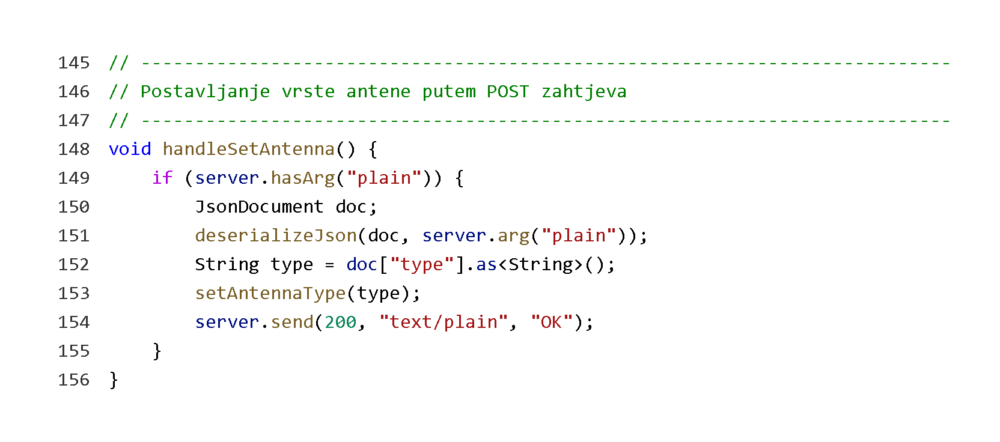 145 // ---------------------------------------------------------------------------
146 // Postavljanje vrste antene putem POST zahtjeva
147 // ---------------------------------------------------------------------------
148 void handleSetAntenna() {
149     if (server.hasArg("plain")) {
150         JsonDocument doc;
151         deserializeJson(doc, server.arg("plain"));
152         String type = doc["type"].as<String>();
153         setAntennaType(type);
154         server.send(200, "text/plain", "OK");
155     }
156 }